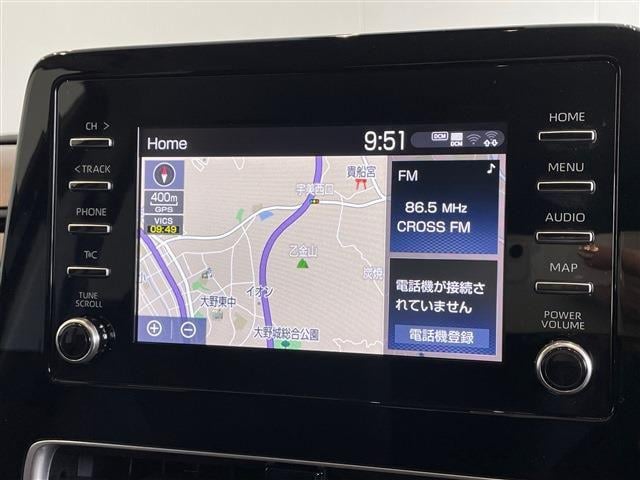 CH >
< TRACK
PHONE
T\C
TUNE
SCROLL
Home
9:51
DCM
DCM
400m
GPS
VICS
09:49
貴船宮
宇美西口
乙金山
炭焼
イオン
大野東中
大野城総合公園
FM
86.5 MHz
CROSS FM
電話機が接続さ
れていません
電話機登録
HOME
MENU
AUDIO
MAP
POWER
VOLUME